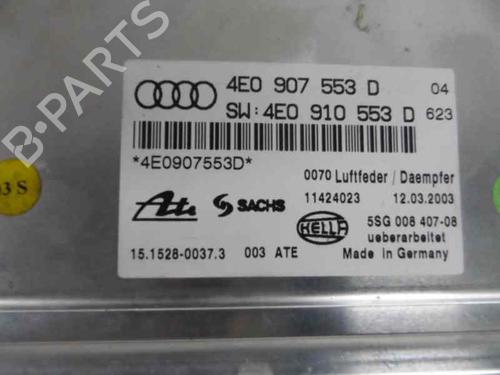 4E0 907 553 D 04
SW: 4E0 910 553 D 623
*4E0907553D*
0070 Luftfeder / Daempfer
11424023 12.03.2003
Ate SACHS HELLA
5SG 008 407-08
ueberarbeitet
15.1528-0037.3 003 ATE Made in Germany
03 S
B-PARTS